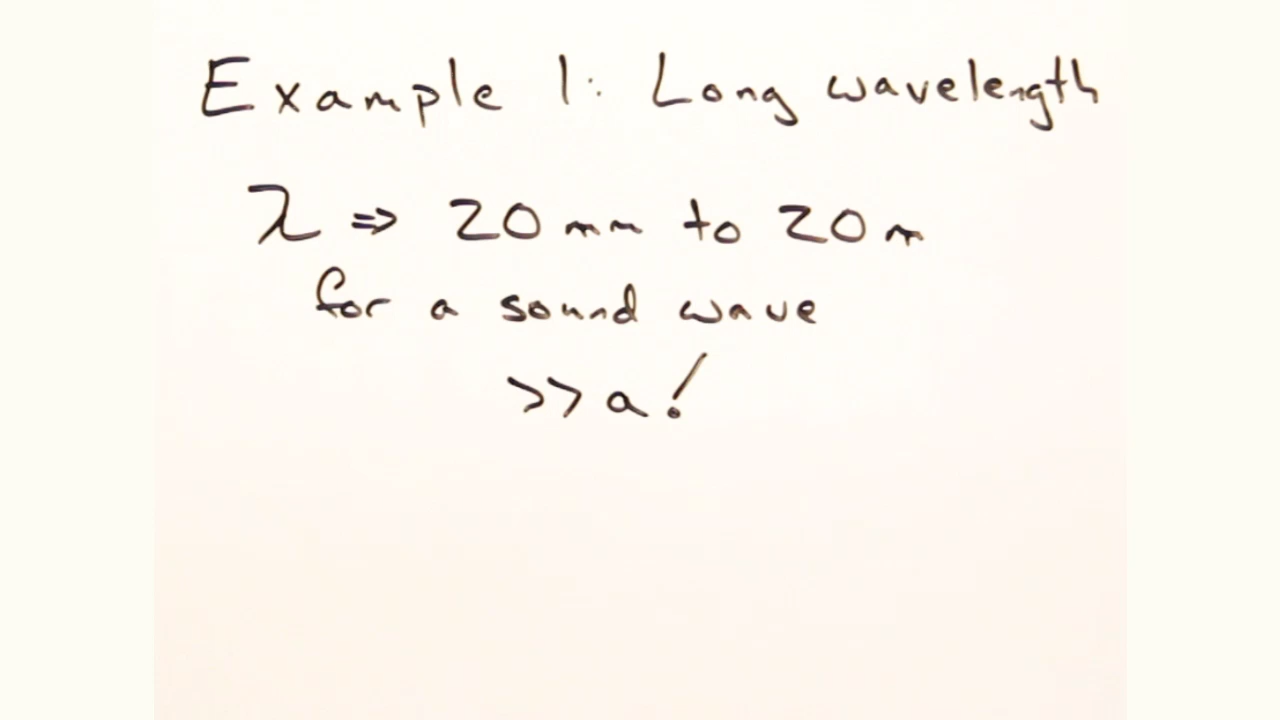 Example 1: Long wavelength
λ ⇒ 20 mm to 20 m
for a sound wave
>> a!